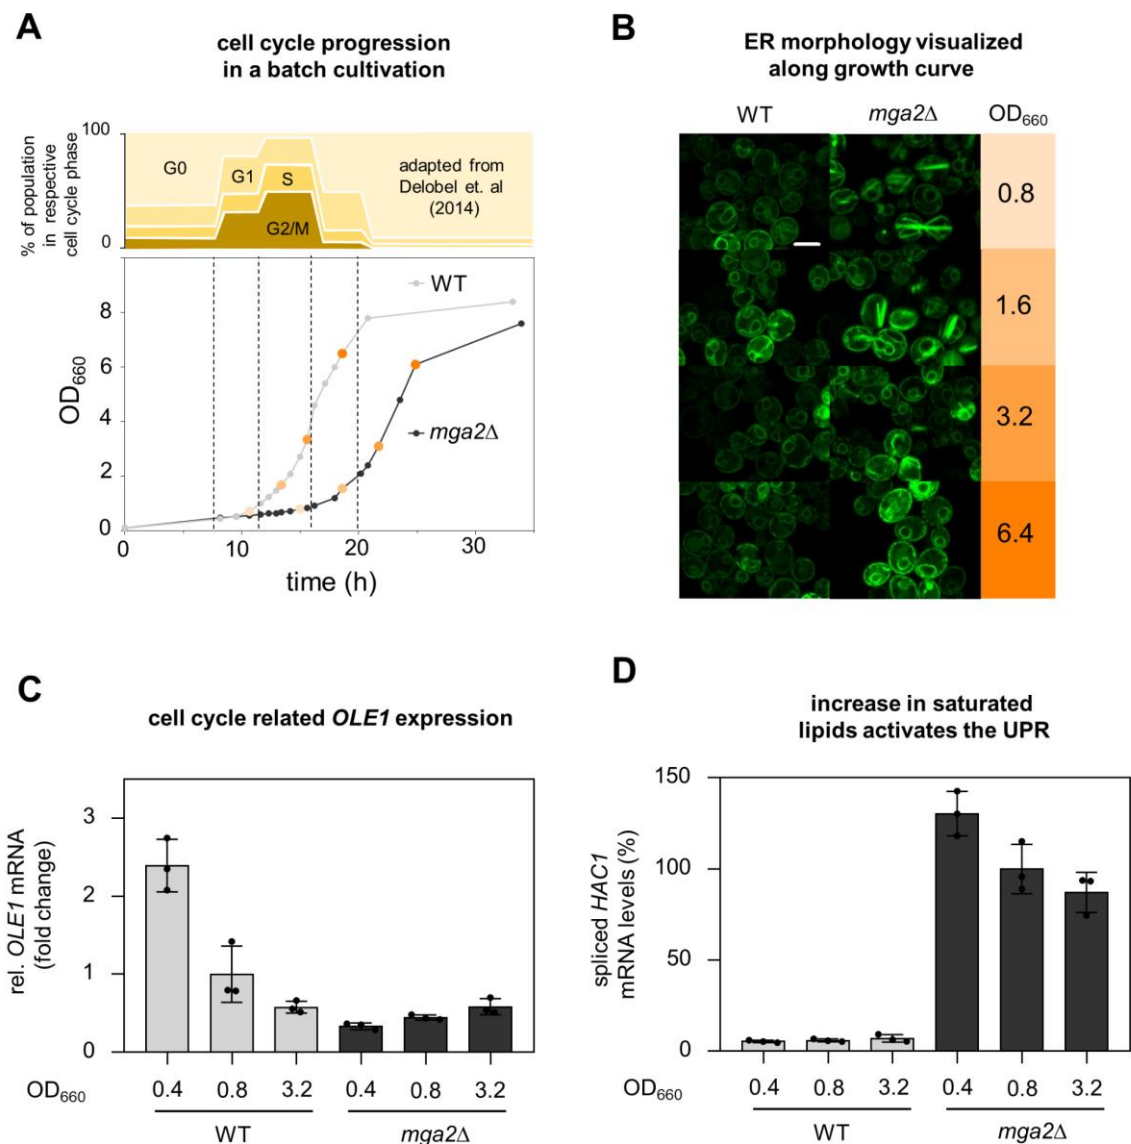 A
cell cycle progression
in a batch cultivation
% of population
in respective
cell cycle phase
100
0
G0
G1
S
G2/M
adapted from
Delobel et. al
(2014)
OD660
8
6
4
2
0
WT
mga2Δ
0
10
20
30
time (h)
B
ER morphology visualized
along growth curve
WT
mga2Δ
OD660
0.8
1.6
3.2
6.4
C
cell cycle related OLE1 expression
rel. OLE1 mRNA
(fold change)
3
2
1
0
OD660
0.4
0.8
3.2
0.4
0.8
3.2
WT
mga2Δ
D
increase in saturated
lipids activates the UPR
spliced HAC1
mRNA levels (%)
150
100
50
0
OD660
0.4
0.8
3.2
0.4
0.8
3.2
WT
mga2Δ